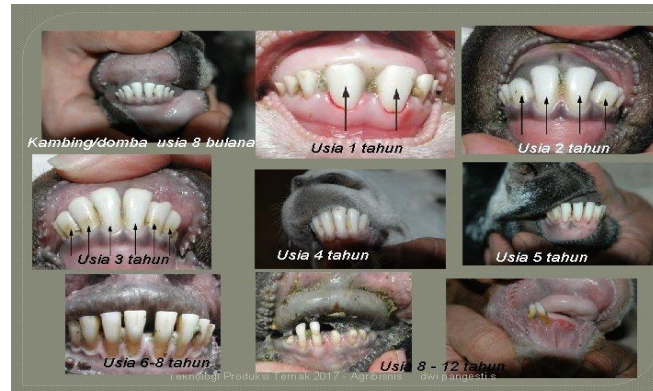 Kambing/domba usia 8 bulana
Usia 1 tahun
Usia 2 tahun
Usia 3 tahun
Usia 4 tahun
Usia 5 tahun
Usia 6-8 tahun
Usia 8 - 12 tahun
Teknologi Produksi Ternak 2017 - Agribisnis dwi pangesti s